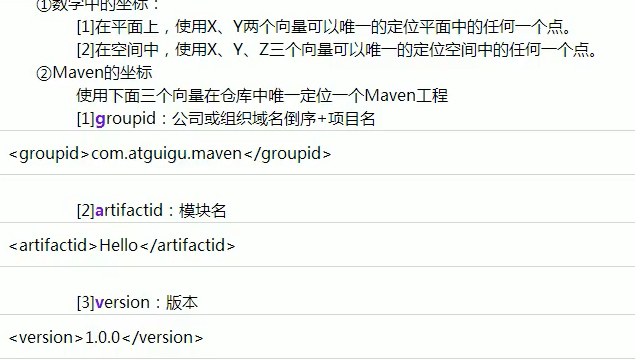 ①数学中的坐标：
[1]在平面上，使用X、Y两个向量可以唯一的定位平面中的任何一个点。
[2]在空间中，使用X、Y、Z三个向量可以唯一的定位空间中的任何一个点。
②Maven的坐标
使用下面三个向量在仓库中唯一定位一个Maven工程
[1]groupid：公司或组织域名倒序+项目名
<groupid>com.atguigu.maven</groupid>
[2]artifactid：模块名
<artifactid>Hello</artifactid>
[3]version：版本
<version>1.0.0</version>